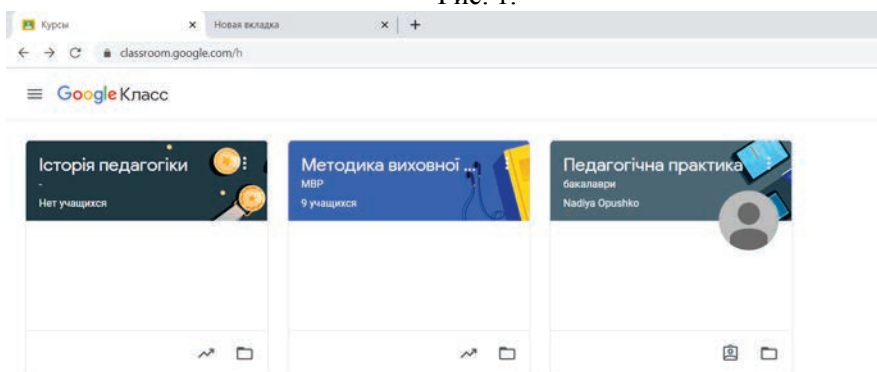 Рис. 1.
Курсы
Новая вкладка
classroom.google.com/h
Google Класс
Історія педагогіки
-
Нет учащихся
Методика виховної ...
МВР
9 учащихся
Педагогічна практика
бакалаври
Nadiya Opushko